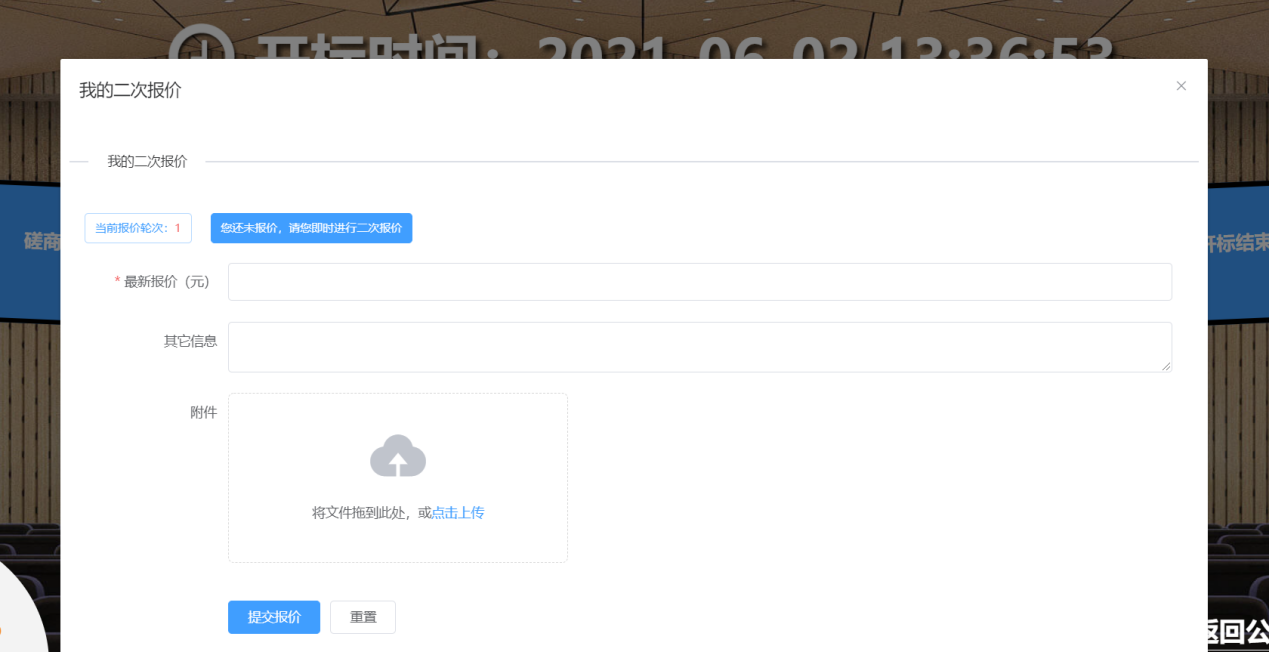 开标时间：2021-06-02 13:36:53
我的二次报价
我的二次报价
当前报价轮次：1
您还未报价，请您即时进行二次报价
磋商
开标结束
* 最新报价（元）
其它信息
附件
将文件拖到此处，或点击上传
提交报价
重置
返回公